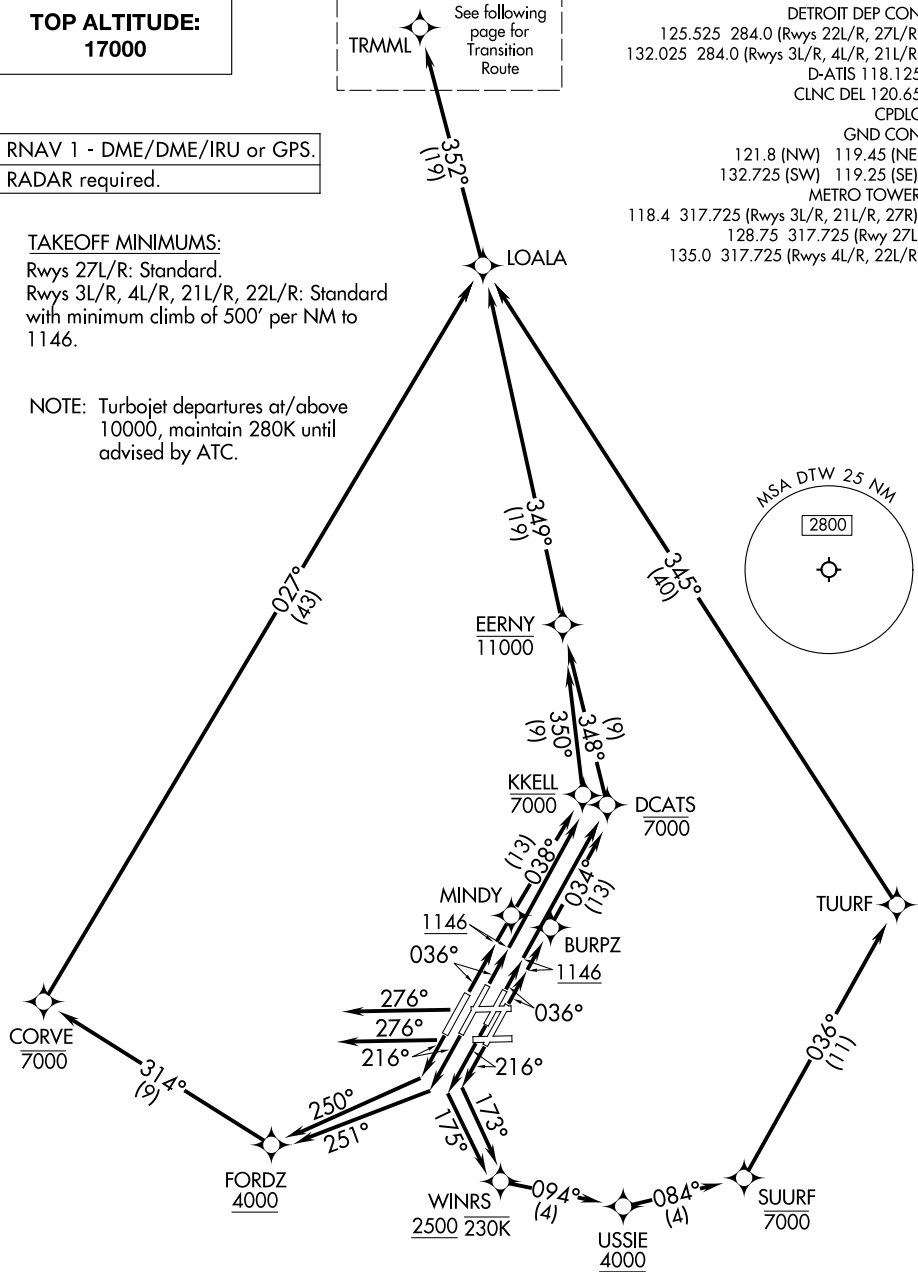 TOP ALTITUDE:
17000
TRMML
See following
page for
Transition
Route
DETROIT DEP CON
125.525 284.0 (Rwys 22L/R, 27L/R
132.025 284.0 (Rwys 3L/R, 4L/R, 21L/R
D-ATIS 118.125
CLNC DEL 120.65
CPDLC
GND CON
121.8 (NW) 119.45 (NE)
132.725 (SW) 119.25 (SE)
METRO TOWER
118.4 317.725 (Rwys 3L/R, 21L/R, 27R)
128.75 317.725 (Rwy 27L
135.0 317.725 (Rwys 4L/R, 22L/R
RNAV 1 - DME/DME/IRU or GPS.
RADAR required.
352°
(19)
TAKEOFF MINIMUMS:
Rwys 27L/R: Standard.
Rwys 3L/R, 4L/R, 21L/R, 22L/R: Standard
with minimum climb of 500' per NM to
1146.
LOALA
NOTE: Turbojet departures at/above
10000, maintain 280K until
advised by ATC.
MSA DTW 25 NM
2800
349°
(19)
345°
(40)
027°
(43)
EERNY
11000
350°
(9)
348°
(9)
KKELL
7000
DCATS
7000
(13)
038°
034°
(13)
MINDY
1146
BURPZ
1146
036°
036°
TUURF
276°
276°
216°
216°
CORVE
7000
314°
(9)
250°
251°
036°
(11)
175°
173°
FORDZ
4000
WINRS
2500 230K
094°
(4)
084°
(4)
USSIE
4000
SUURF
7000